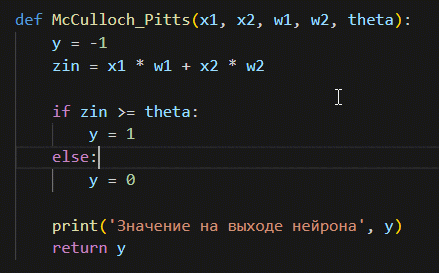 def McCulloch_Pitts(x1, x2, w1, w2, theta):
    y = -1
    zin = x1 * w1 + x2 * w2

    if zin >= theta:
        y = 1
    else:
        y = 0

    print('Значение на выходе нейрона', y)
    return y